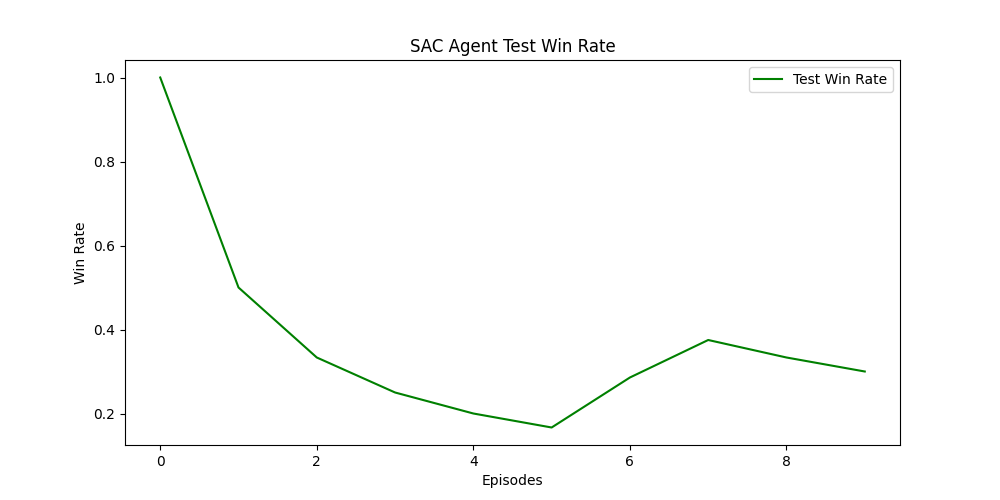 SAC Agent Test Win Rate
Test Win Rate
Win Rate
1.0
0.8
0.6
0.4
0.2
0 2 4 6 8
Episodes